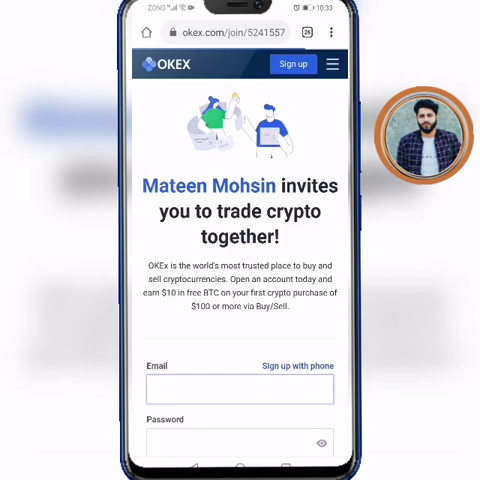 ZONG 10:33
okex.com/join/5241557
OKEX Sign up
Mateen Mohsin invites
you to trade crypto
together!
OKEx is the world's most trusted place to buy and
sell cryptocurrencies. Open an account today and
earn $10 in free BTC on your first crypto purchase of
$100 or more via Buy/Sell.
Email Sign up with phone
Password